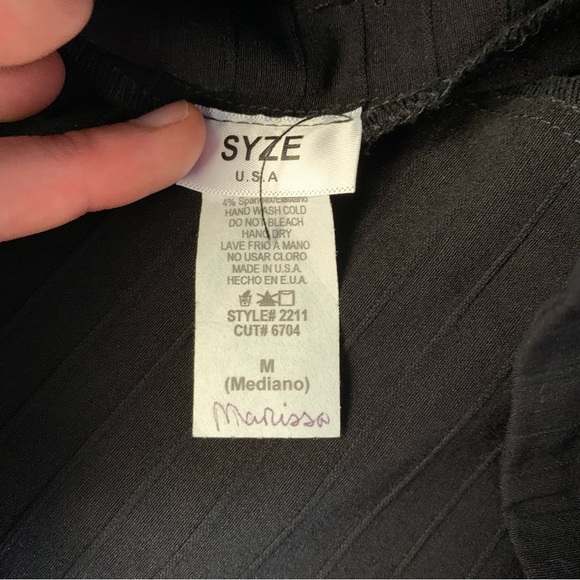 SYZE
U.S.A
4% Spandex/Elastano
HAND WASH COLD
DO NOT BLEACH
HANG DRY
LAVE FRIO A MANO
NO USAR CLORO
MADE IN U.S.A.
HECHO EN E.U.A.
STYLE# 2211
CUT# 6704
M
(Mediano)
Marissa